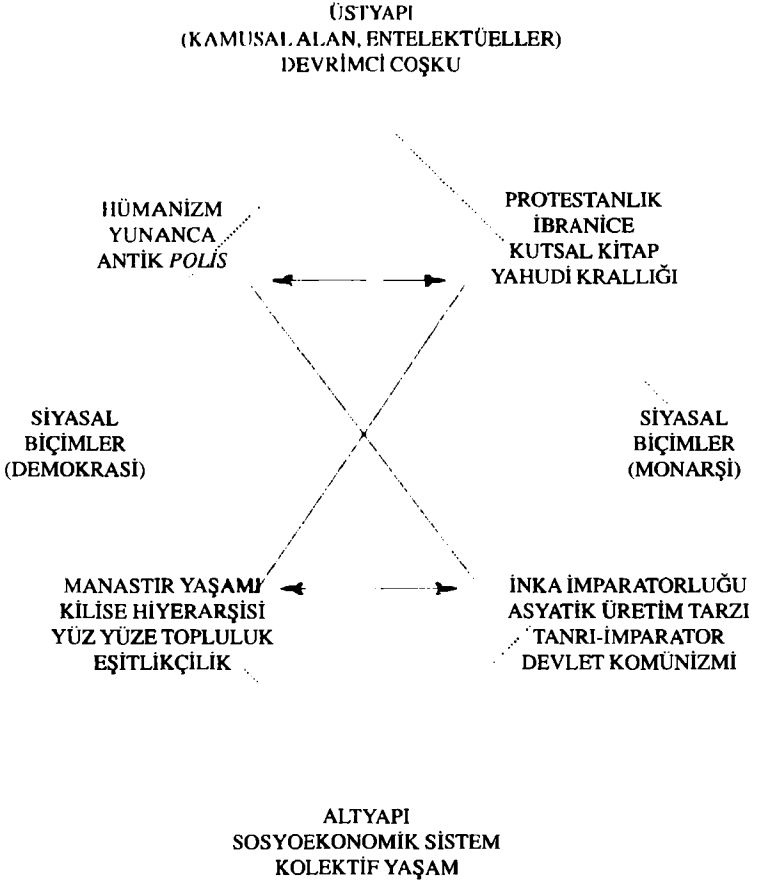 ÜSTYAPI
(KAMUSAL ALAN, ENTELEKTÜELLER)
DEVRİMCİ COŞKU
HÜMANİZM
YUNANCA
ANTİK POLİS
PROTESTANLIK
İBRANİCE
KUTSAL KİTAP
YAHUDİ KRALLIĞI
SİYASAL
BİÇİMLER
(DEMOKRASİ)
SİYASAL
BİÇİMLER
(MONARŞİ)
MANASTIR YAŞAMI
KİLİSE HİYERARŞİSİ
YÜZ YÜZE TOPLULUK
EŞİTLİKÇİLİK
İNKA İMPARATORLUĞU
ASYATİK ÜRETİM TARZI
TANRI-İMPARATOR
DEVLET KOMÜNİZMİ
ALTYAPI
SOSYOEKONOMİK SİSTEM
KOLEKTİF YAŞAM